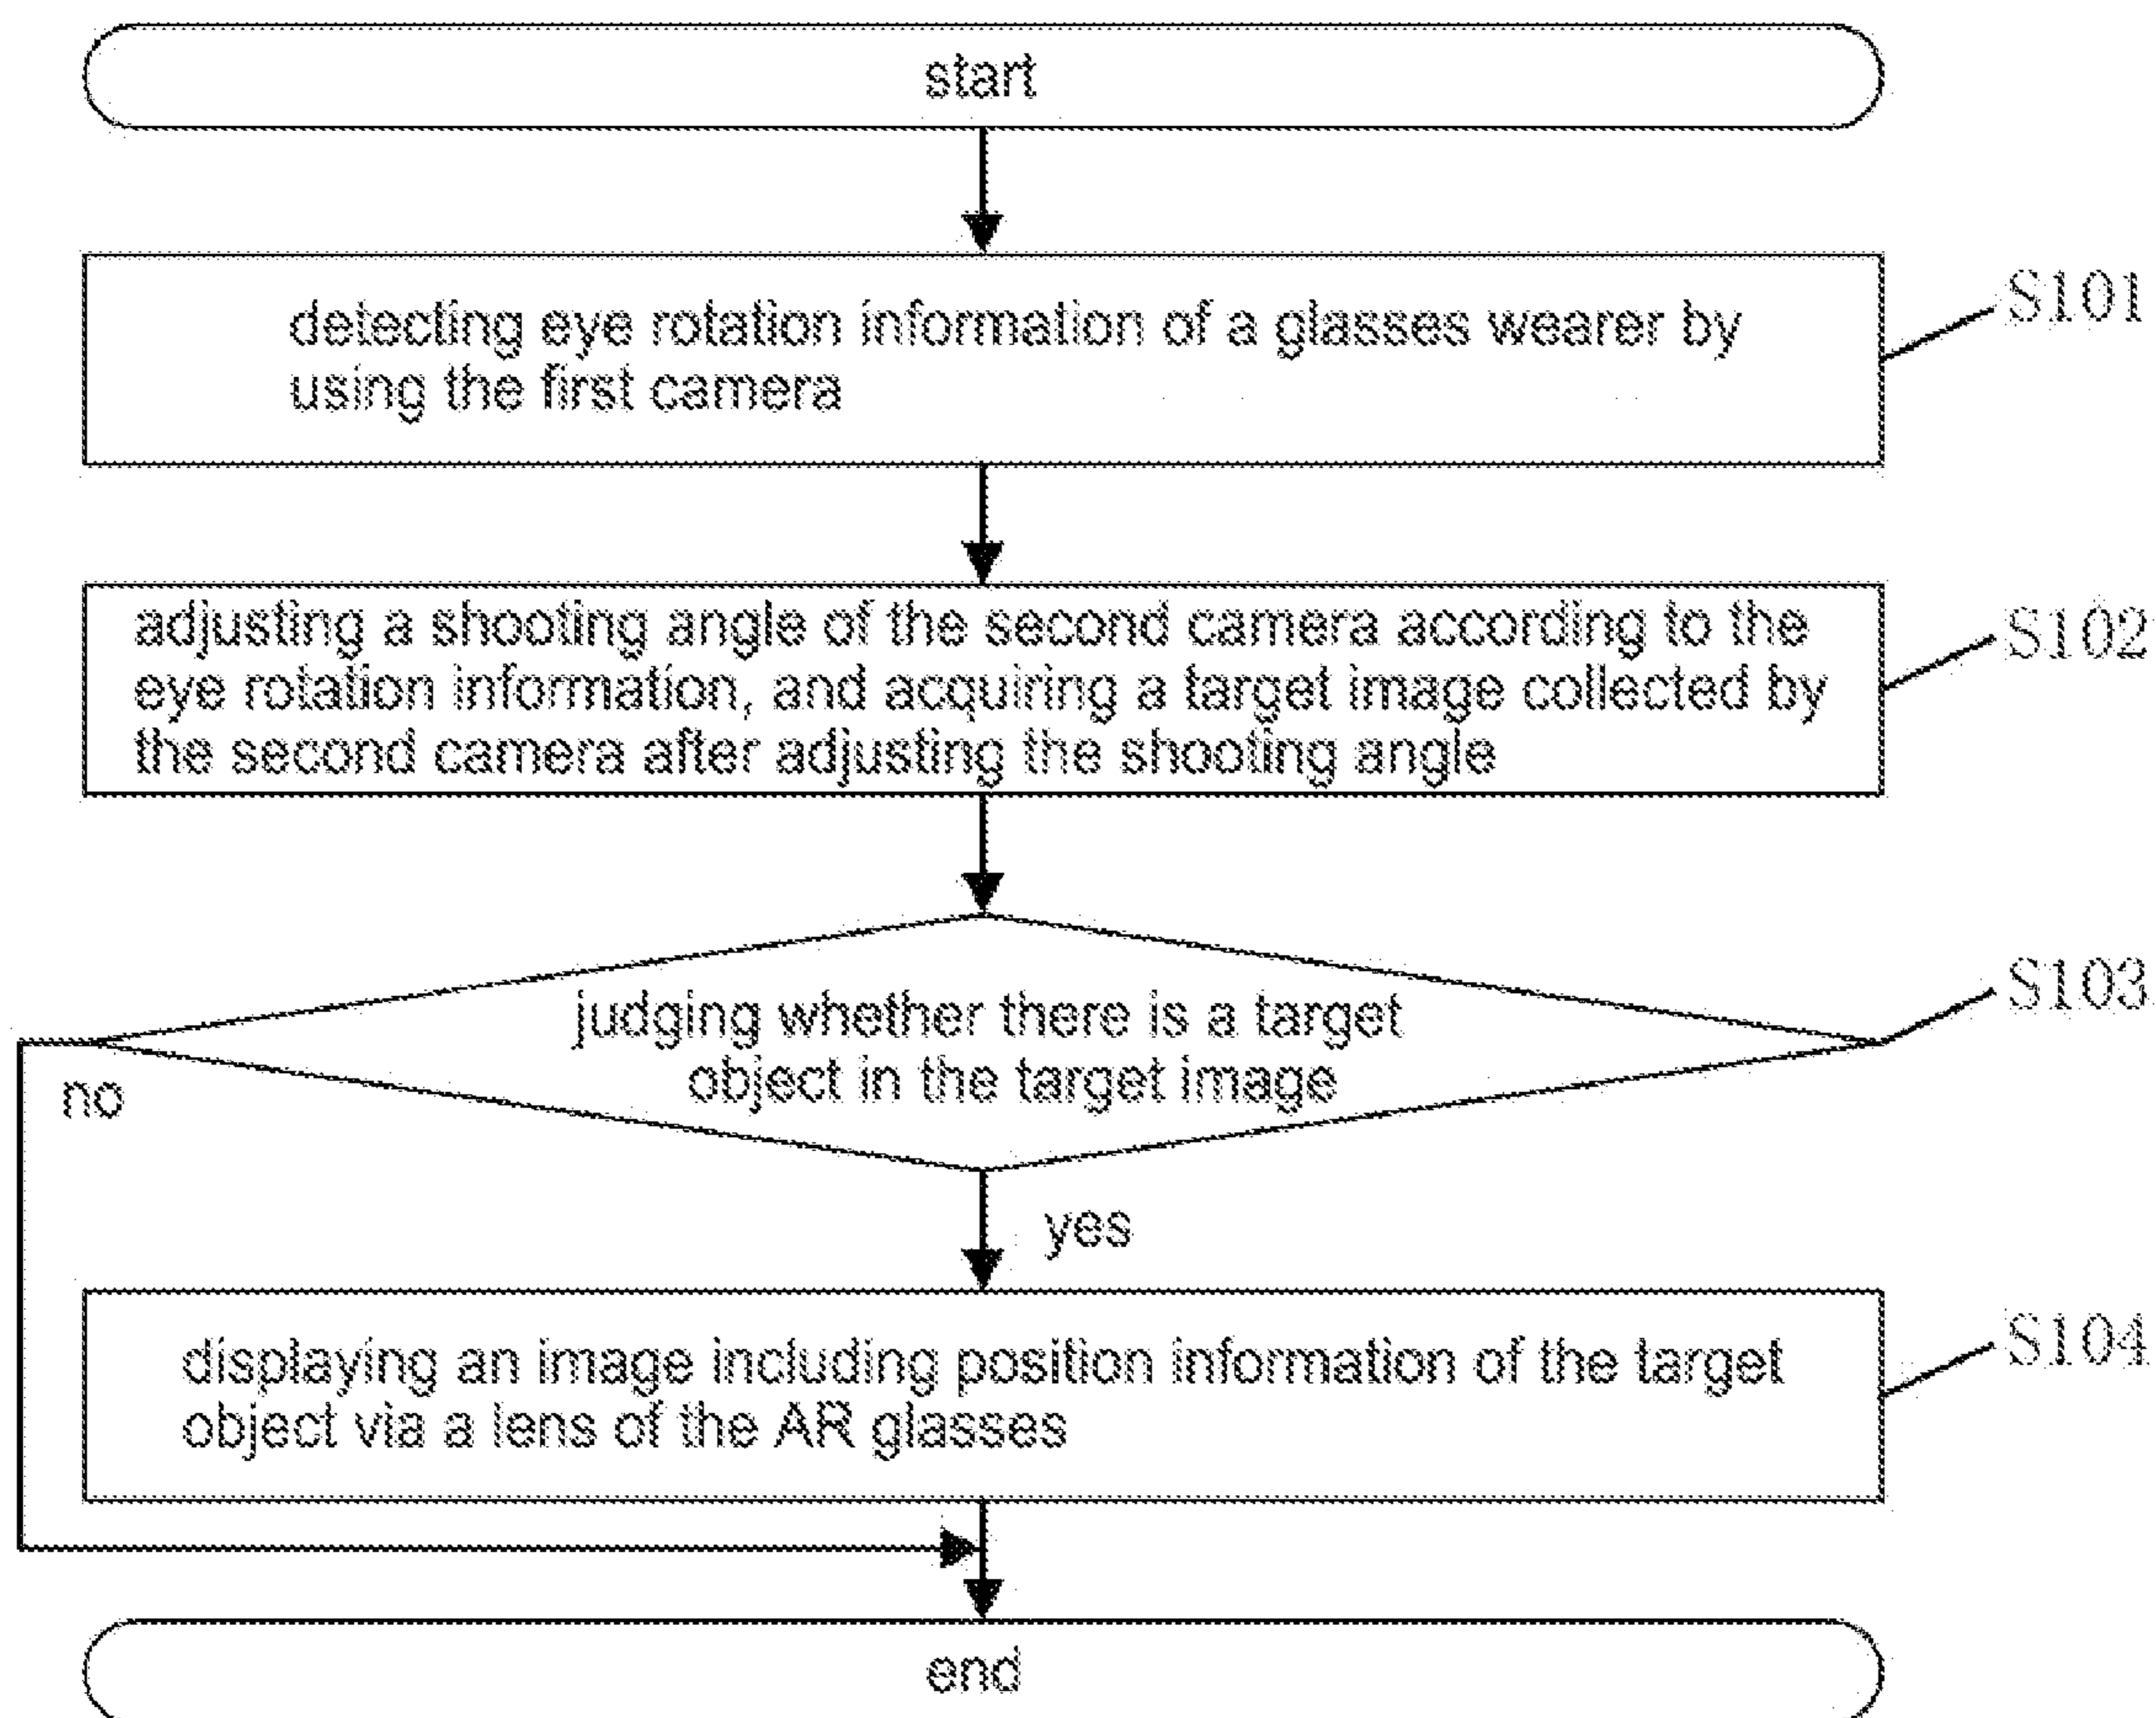 start
detecting eye rotation information of a glasses wearer by
using the first camera
S101
adjusting a shooting angle of the second camera according to the
eye rotation information, and acquiring a target image collected by
the second camera after adjusting the shooting angle
S102
judging whether there is a target
object in the target image
S103
no
yes
displaying an image including position information of the target
object via a lens of the AR glasses
S104
end